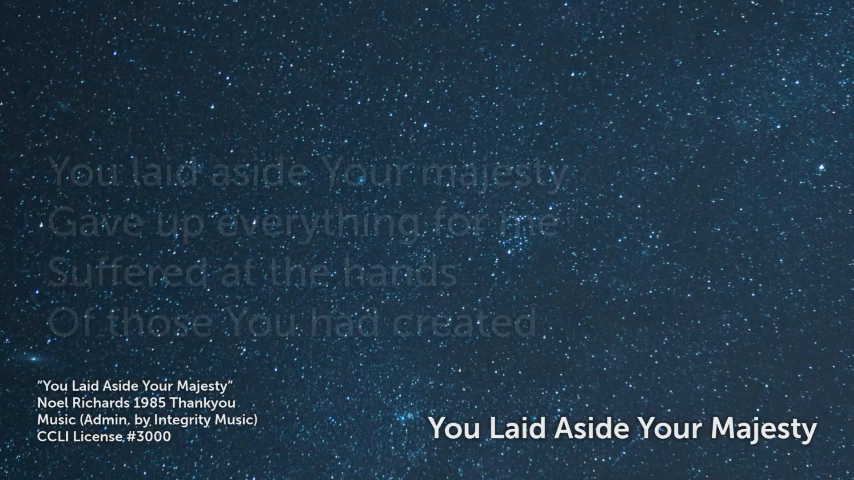 You laid aside Your majesty
Gave up everything for me
Suffered at the hands
Of those You had created
“You Laid Aside Your Majesty”
Noel Richards 1985 Thankyou
Music (Admin. by Integrity Music)
CCLI License #3000
You Laid Aside Your Majesty